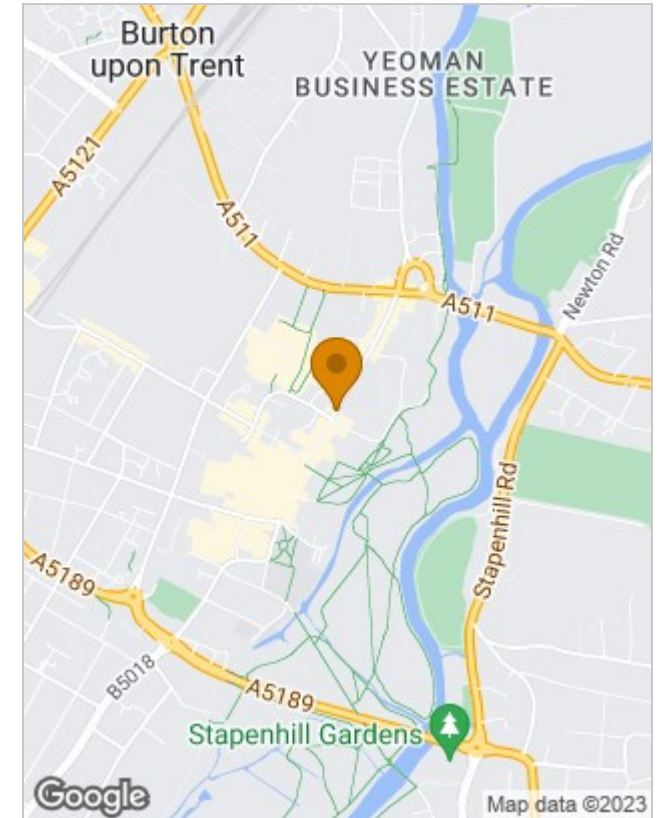 Burton
upon Trent
YEOMAN
BUSINESS ESTATE
A5121
A511
A511
Newton Rd
Stapenhill Rd
A5189
B5018
A5189
Stapenhill Gardens
Google
Map data ©2023